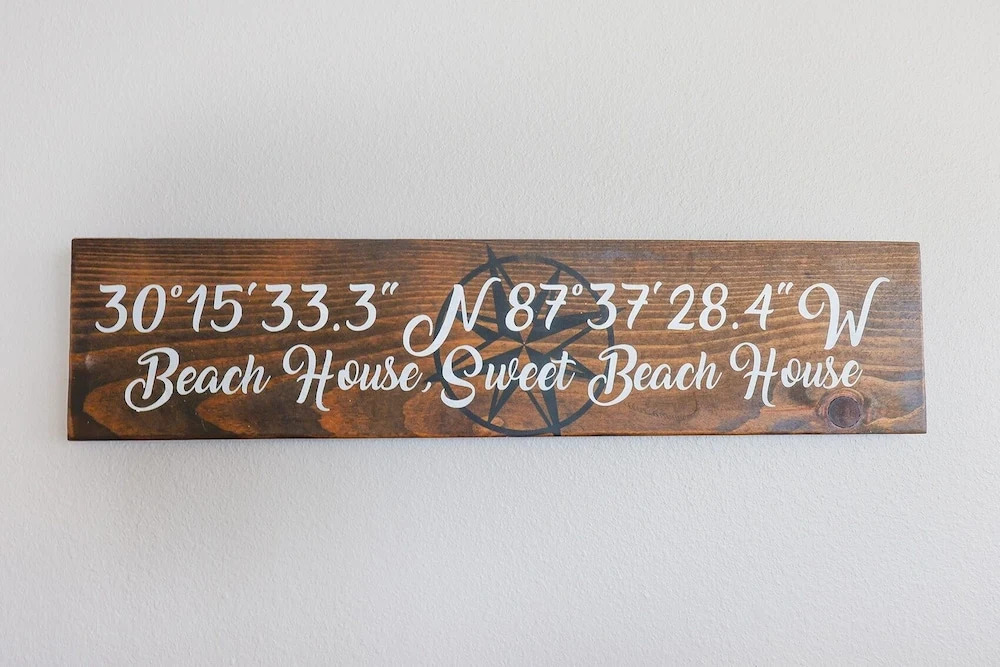 30°15′33.3″ N 87°37′28.4″ W
Beach House, Sweet Beach House